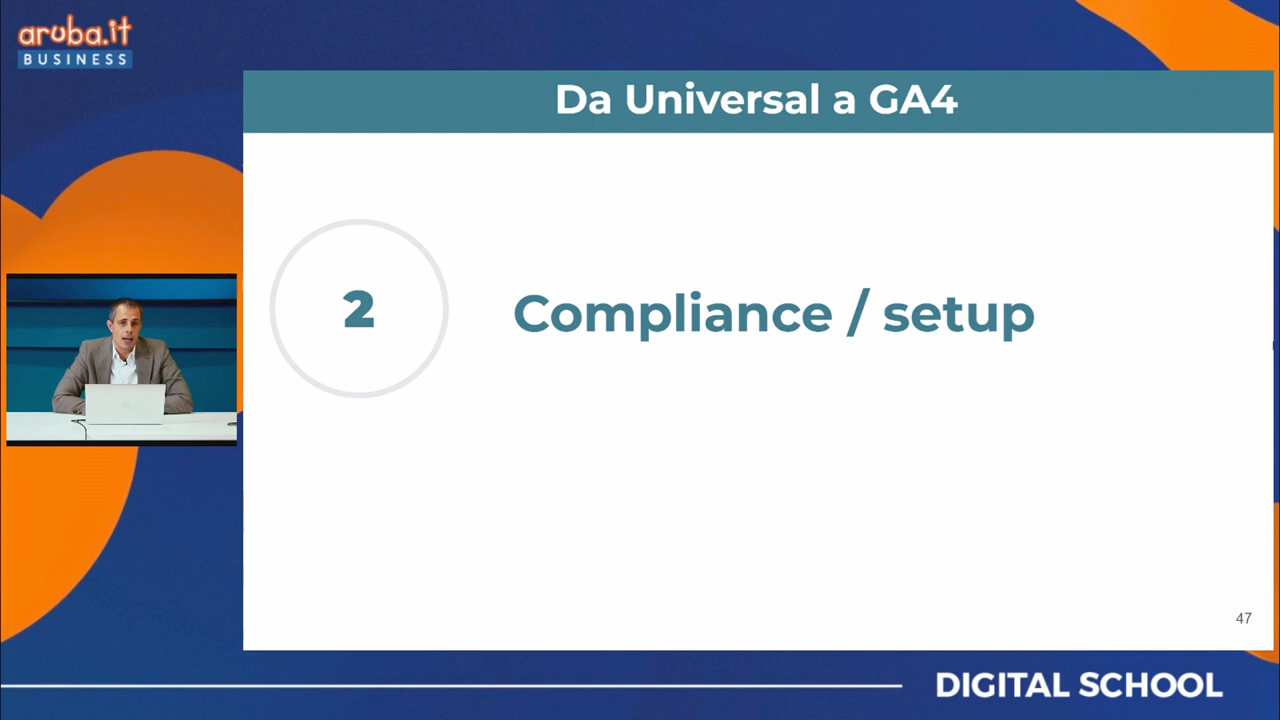 aruba.it
BUSINESS
Da Universal a GA4
2
Compliance / setup
47
DIGITAL SCHOOL